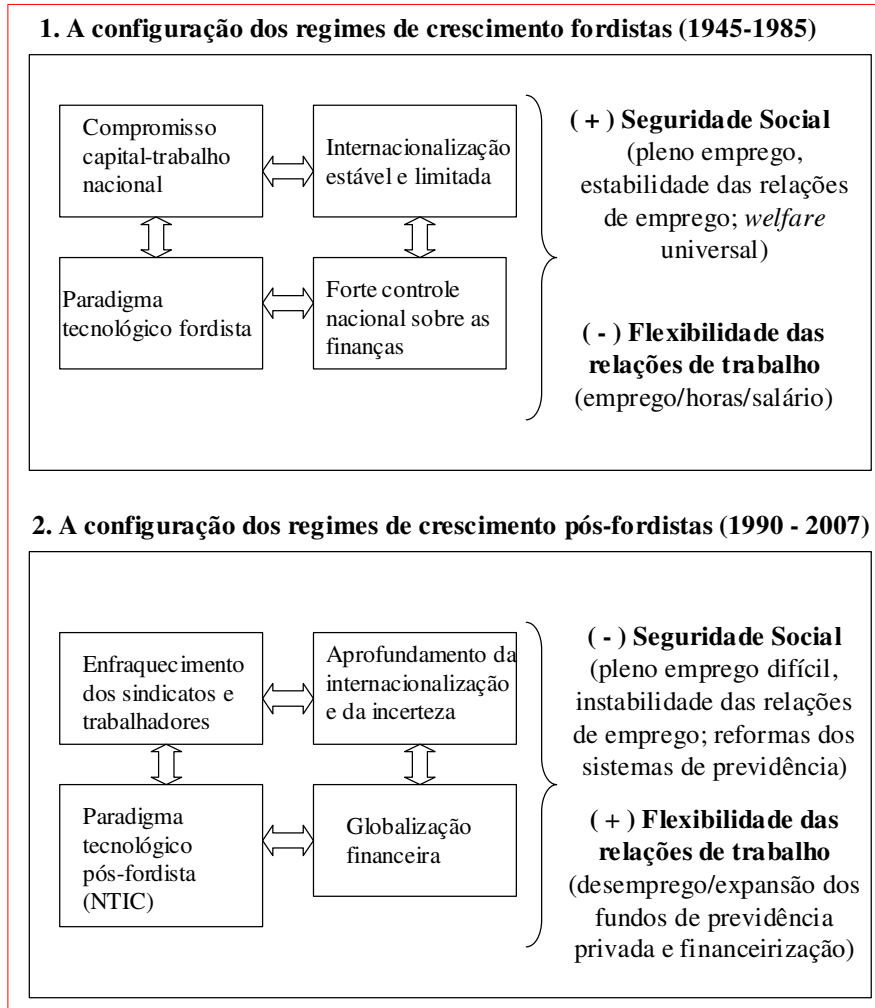 1. A configuração dos regimes de crescimento fordistas (1945-1985)
Compromisso
capital-trabalho
nacional
Internacionalização
estável e limitada
Paradigma
tecnológico fordista
Forte controle
nacional sobre as
finanças
( + ) Seguridade Social
(pleno emprego,
estabilidade das relações
de emprego; welfare
universal)
( - ) Flexibilidade das
relações de trabalho
(emprego/horas/salário)
2. A configuração dos regimes de crescimento pós-fordistas (1990 - 2007)
Enfraquecimento
dos sindicatos e
trabalhadores
Aprofundamento da
internacionalização
e da incerteza
Paradigma
tecnológico
pós-fordista
(NTIC)
Globalização
financeira
( - ) Seguridade Social
(pleno emprego difícil,
instabilidade das relações
de emprego; reformas dos
sistemas de previdência)
( + ) Flexibilidade das
relações de trabalho
(desemprego/expansão dos
fundos de previdência
privada e financeirização)